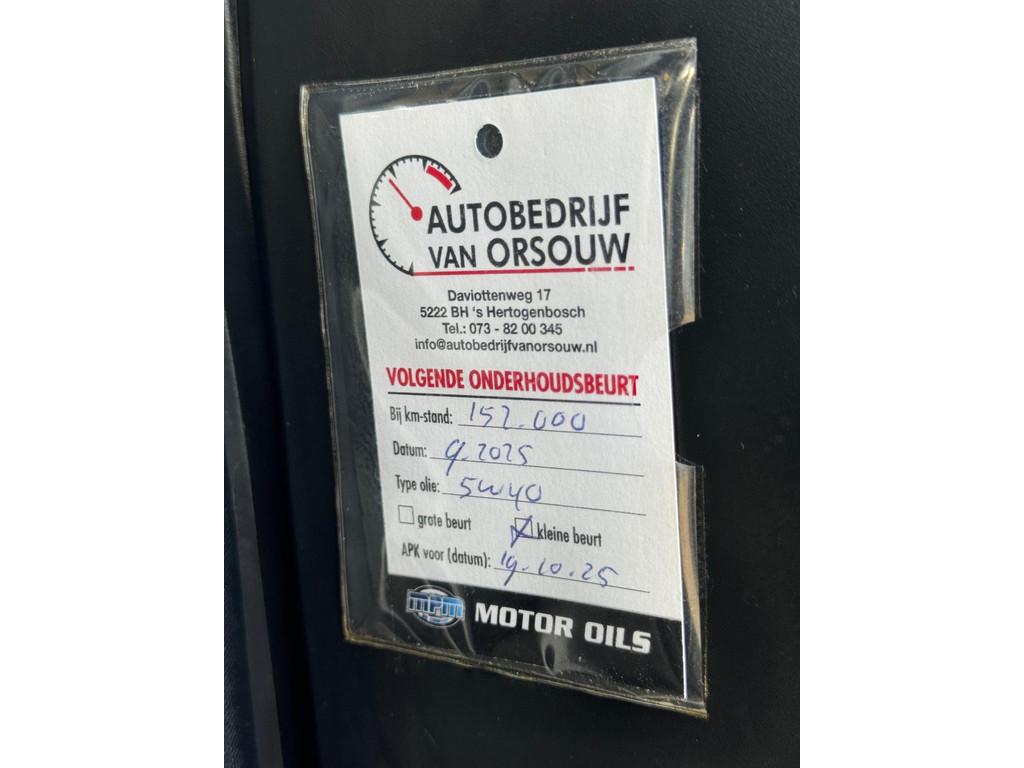 AUTOBEDRIJF
VAN ORSOUW
Daviottenweg 17
5222 BH 's Hertogenbosch
Tel.: 073 - 82 00 345
info@autobedrijfvanorsouw.nl
VOLGENDE ONDERHOUDSBEURT
Bij km-stand: 152.000
Datum: 9.2025
Type olie: 5W40
grote beurt kleine beurt
APK voor (datum): 19.10.25
MPM MOTOR OILS